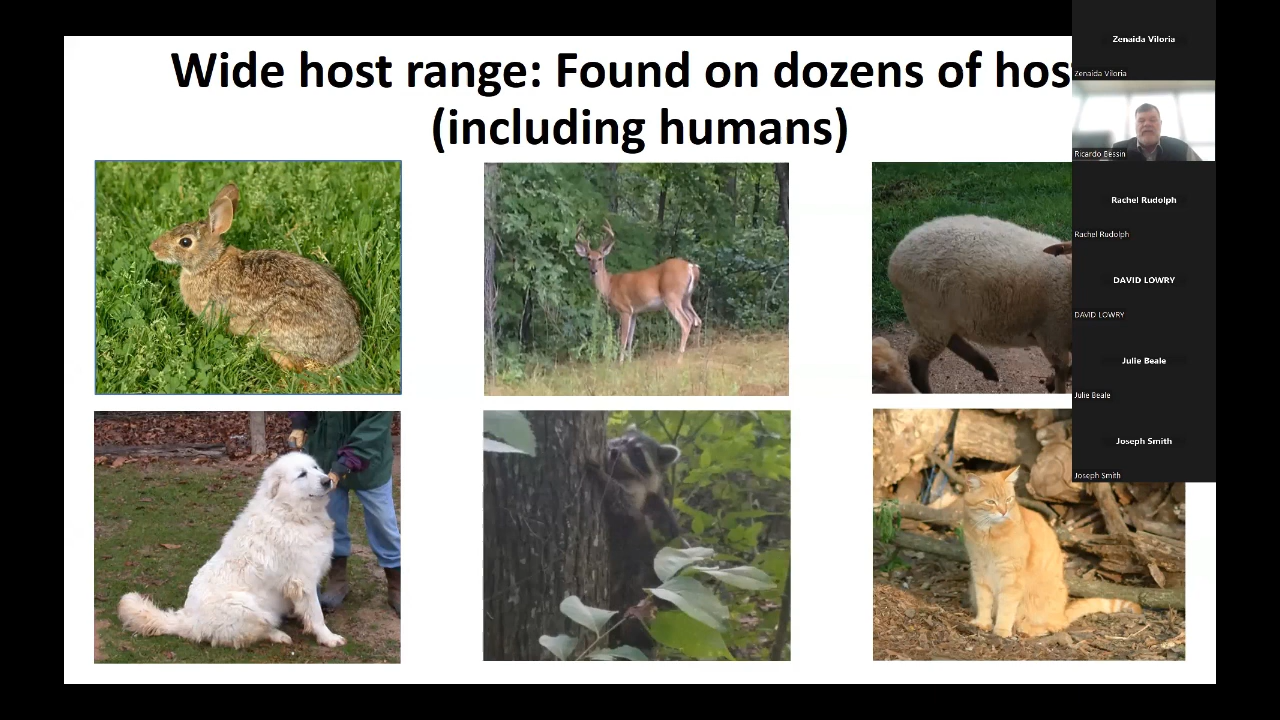 Wide host range: Found on dozens of hos
(including humans)
Zenaida Viloria
Zenaida Viloria
Ricardo Bessin
Rachel Rudolph
Rachel Rudolph
DAVID LOWRY
DAVID LOWRY
Julie Beale
Julie Beale
Joseph Smith
Joseph Smith